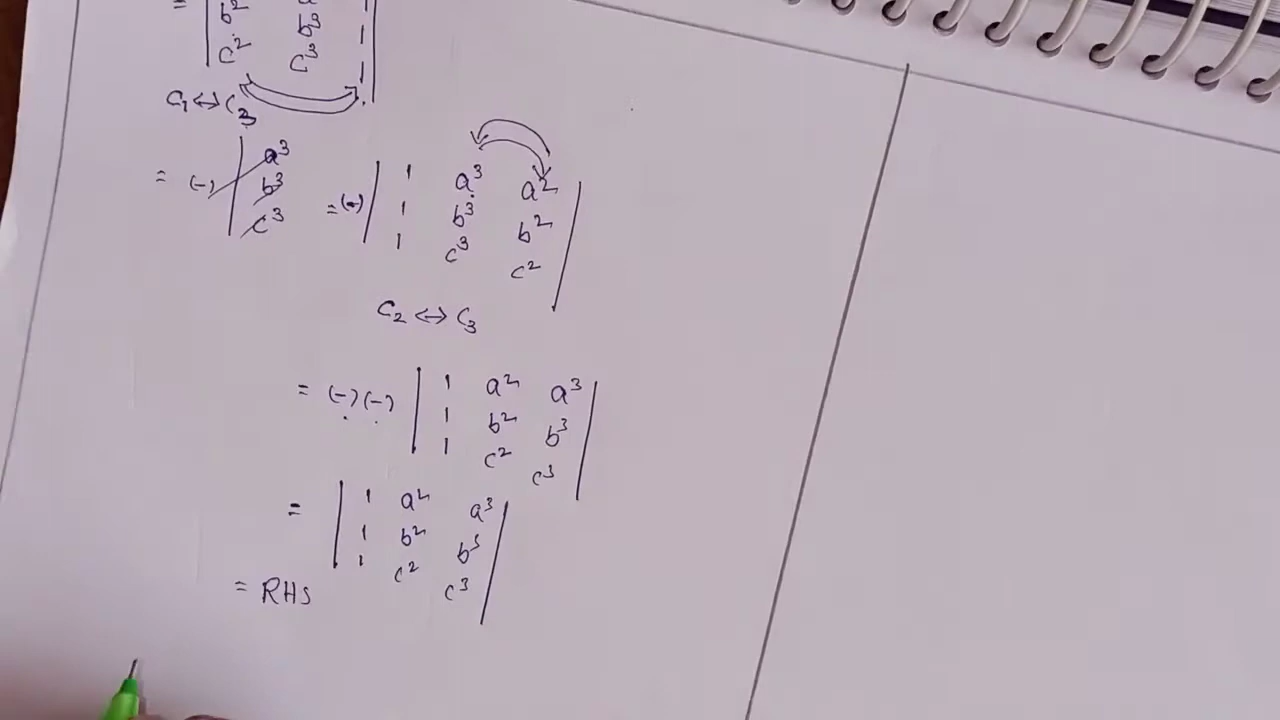 = | b² b³ 1
c² c³ 1 |
C₁ ↔ C₃
= (-) | a³
b³
c³
= (-) | 1 a³ a²
1 b³ b²
1 c³ c² |
C₂ ↔ C₃
= (-)(-) | 1 a² a³
1 b² b³
1 c² c³ |
= | 1 a² a³
1 b² b³
1 c² c³ |
= RHS